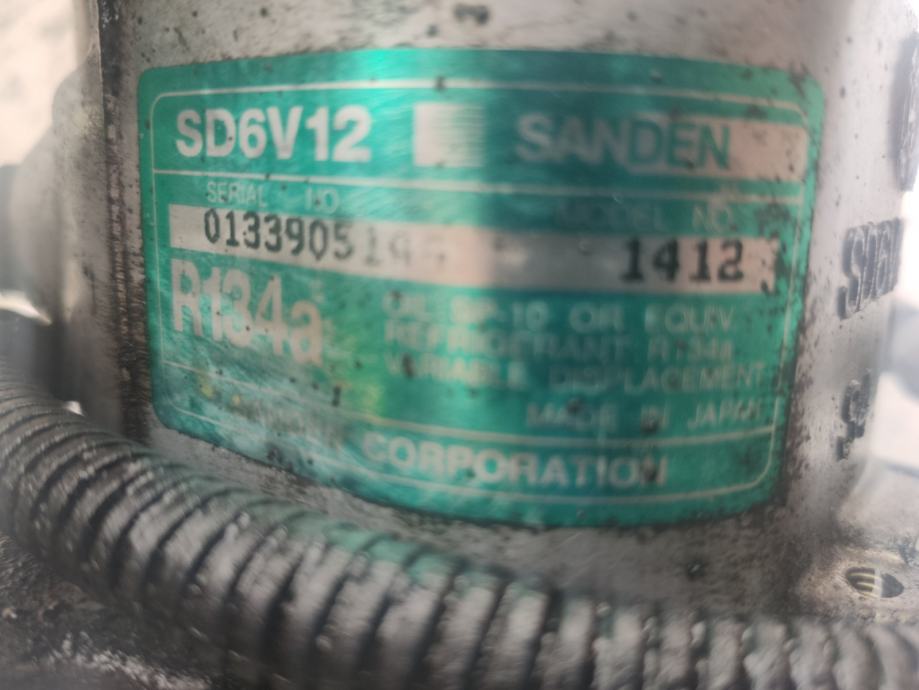 SD6V12 SANDEN
SERIAL NO. MODEL NO.
1412
R134a
OIL SP-10 OR EQUIV.
REFRIGERANT R134a
VARIABLE DISPLACEMENT
MADE IN JAPAN
CORPORATION